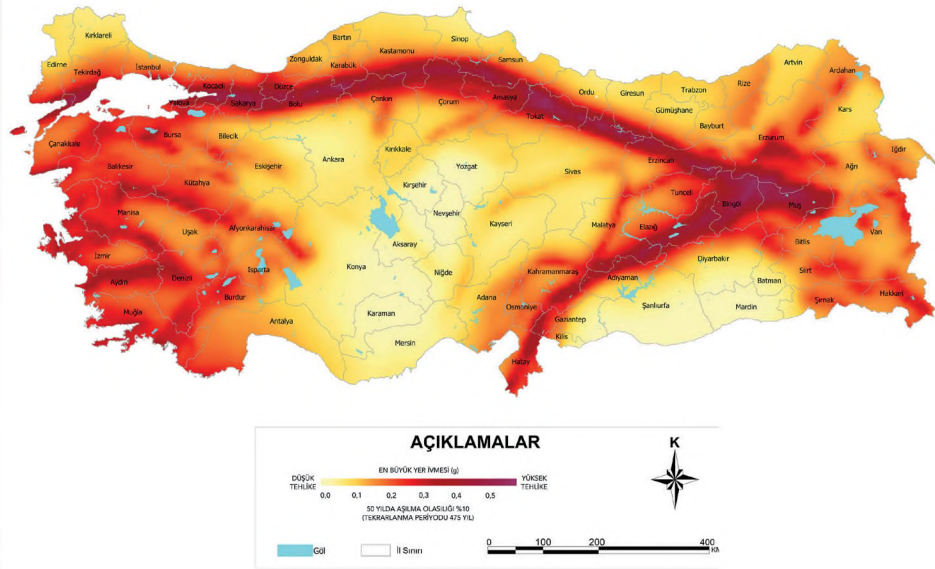 Kırklareli
Edirne
Tekirdağ
İstanbul
Kocaeli
Yalova
Sakarya
Düzce
Bolu
Zonguldak
Bartın
Karabük
Kastamonu
Sinop
Samsun
Çankırı
Çorum
Amasya
Tokat
Ordu
Giresun
Trabzon
Gümüşhane
Bayburt
Rize
Artvin
Ardahan
Kars
Iğdır
Erzurum
Ağrı
Çanakkale
Balıkesir
Bursa
Bilecik
Eskişehir
Kütahya
Ankara
Kırıkkale
Yozgat
Kırşehir
Nevşehir
Sivas
Erzincan
Tunceli
Bingöl
Muş
Manisa
Uşak
Afyonkarahisar
İzmir
Aydın
Denizli
Isparta
Burdur
Muğla
Antalya
Konya
Aksaray
Niğde
Karaman
Mersin
Kayseri
Malatya
Elazığ
Bitlis
Van
Kahramanmaraş
Adıyaman
Diyarbakır
Batman
Siirt
Şırnak
Hakkari
Adana
Osmaniye
Gaziantep
Kilis
Şanlıurfa
Mardin
Hatay
AÇIKLAMALAR
EN BÜYÜK YER İVMESİ (g)
DÜŞÜK
TEHLİKE
YÜKSEK
TEHLİKE
0,0 0,1 0,2 0,3 0,4 0,5
50 YILDA AŞILMA OLASILIĞI %10
(TEKRARLANMA PERİYODU 475 YIL)
Göl
İl Sınırı
K
0 100 200 400
KM